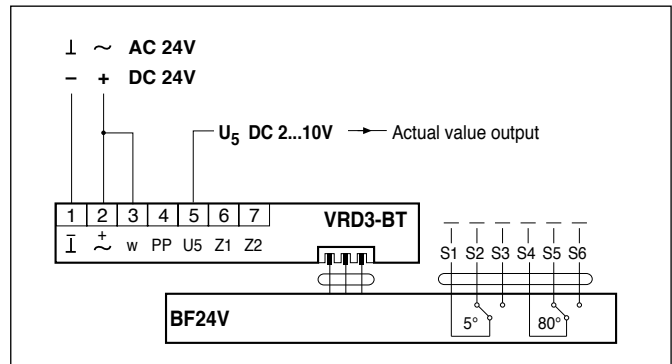 ⊥ ~ AC 24V
– + DC 24V
U5 DC 2...10V Actual value output
1 2 3 4 5 6 7 VRD3-BT
⊥ – ~ + w PP U5 Z1 Z2
S1 S2 S3 S4 S5 S6
BF24V 5° 80°